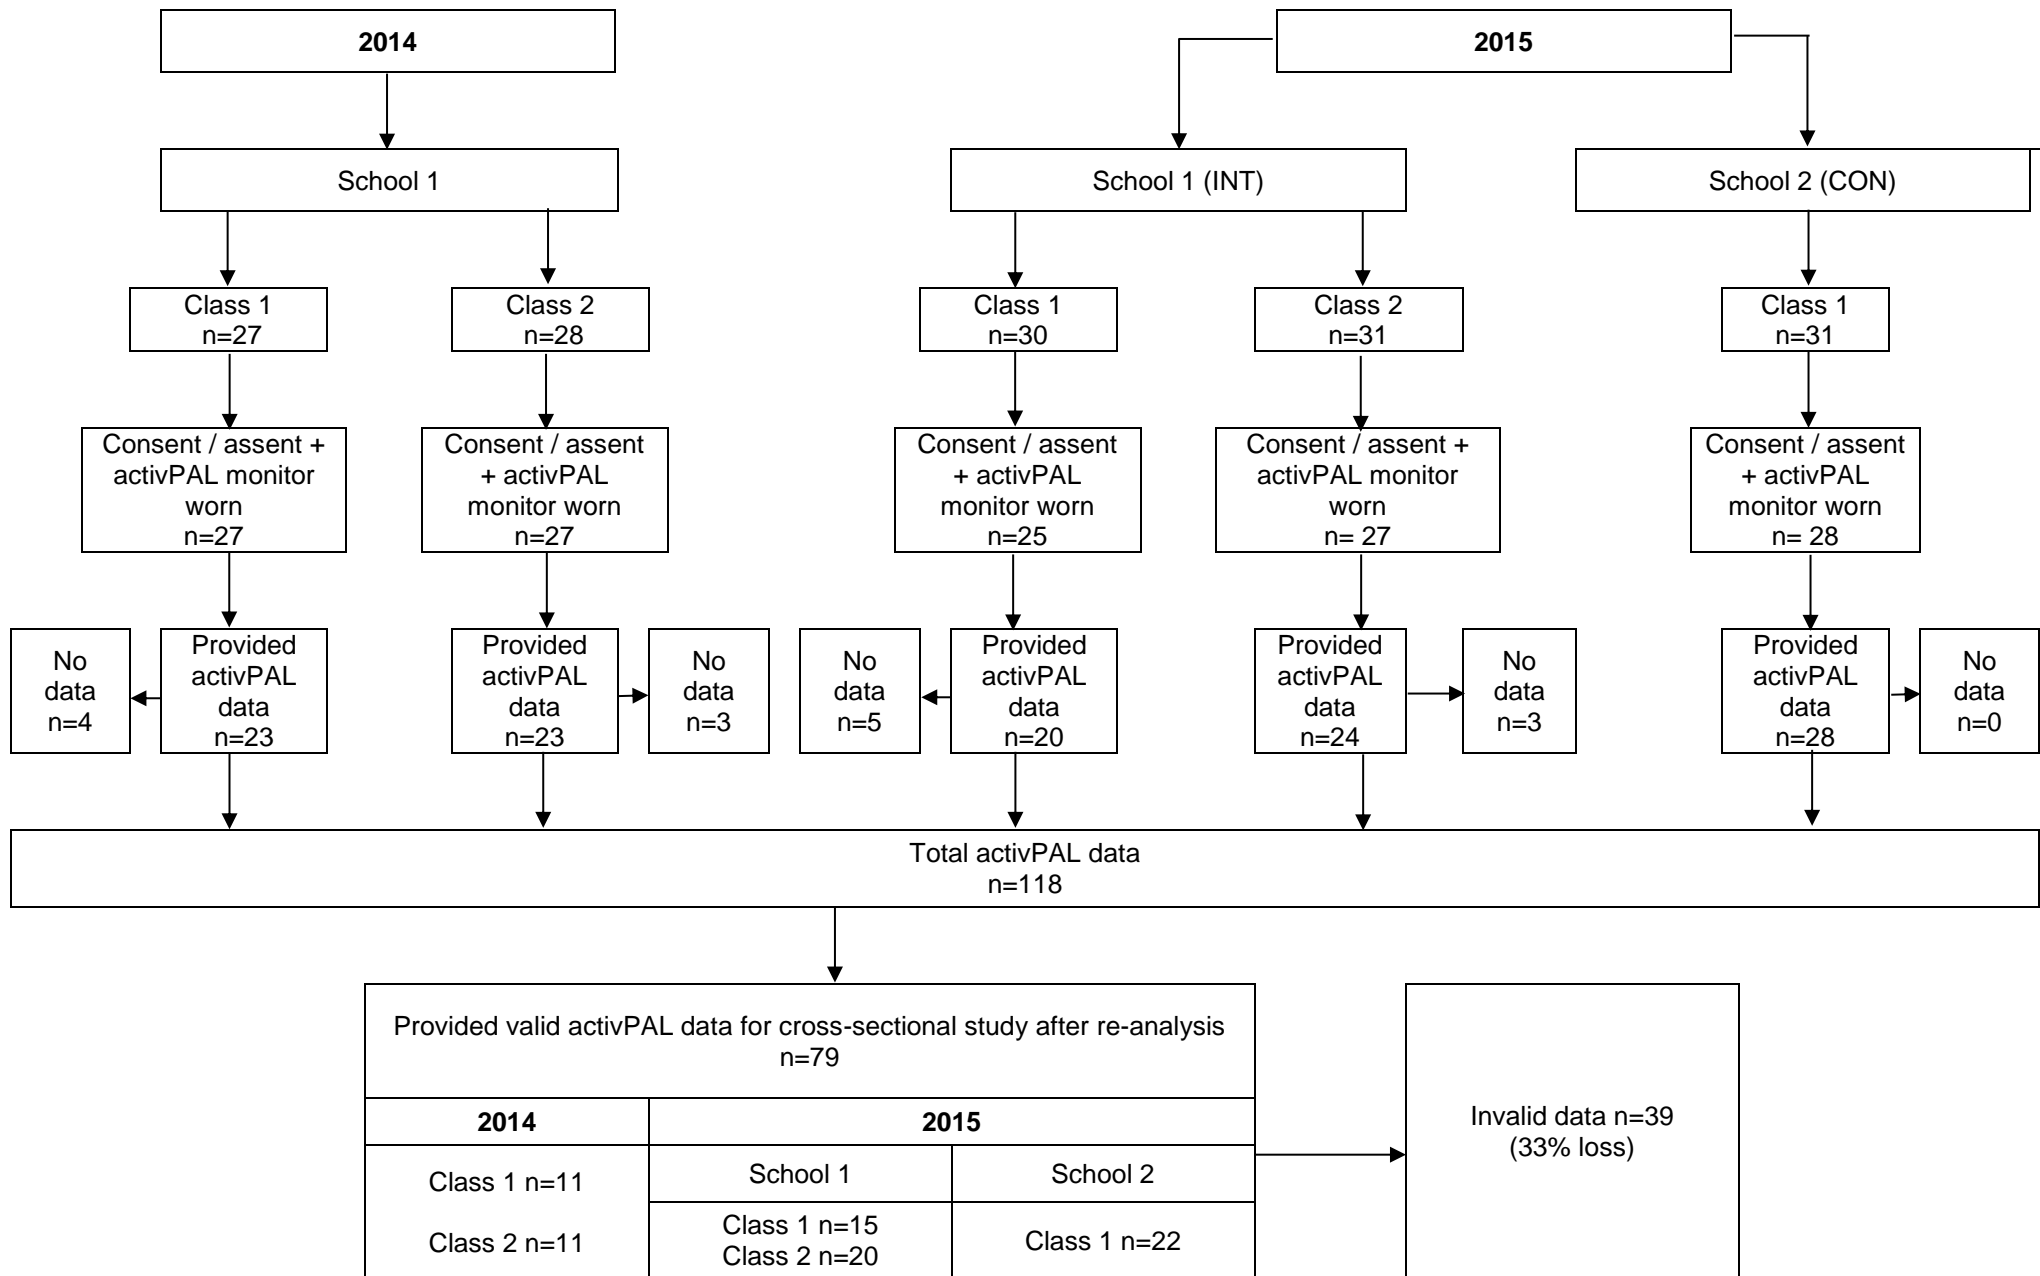 2014
2015
School 1
School 1 (INT)
School 2 (CON)
Class 1
n=27
Class 2
n=28
Class 1
n=30
Class 2
n=31
Class 1
n=31
Consent / assent +
activPAL monitor
worn
n=27
Consent / assent
+ activPAL
monitor worn
n=27
Consent / assent
+ activPAL
monitor worn
n=25
Consent / assent +
activPAL monitor
worn
n= 27
Consent / assent
+ activPAL
monitor worn
n= 28
No
data
n=4
Provided
activPAL
data
n=23
Provided
activPAL
data
n=23
No
data
n=3
No
data
n=5
Provided
activPAL
data
n=20
Provided
activPAL
data
n=24
No
data
n=3
Provided
activPAL
data
n=28
No
data
n=0
Total activPAL data
n=118
Provided valid activPAL data for cross-sectional study after re-analysis
n=79
2014
2015
Class 1 n=11
Class 2 n=11
School 1
School 2
Class 1 n=15
Class 2 n=20
Class 1 n=22
Invalid data n=39
(33% loss)